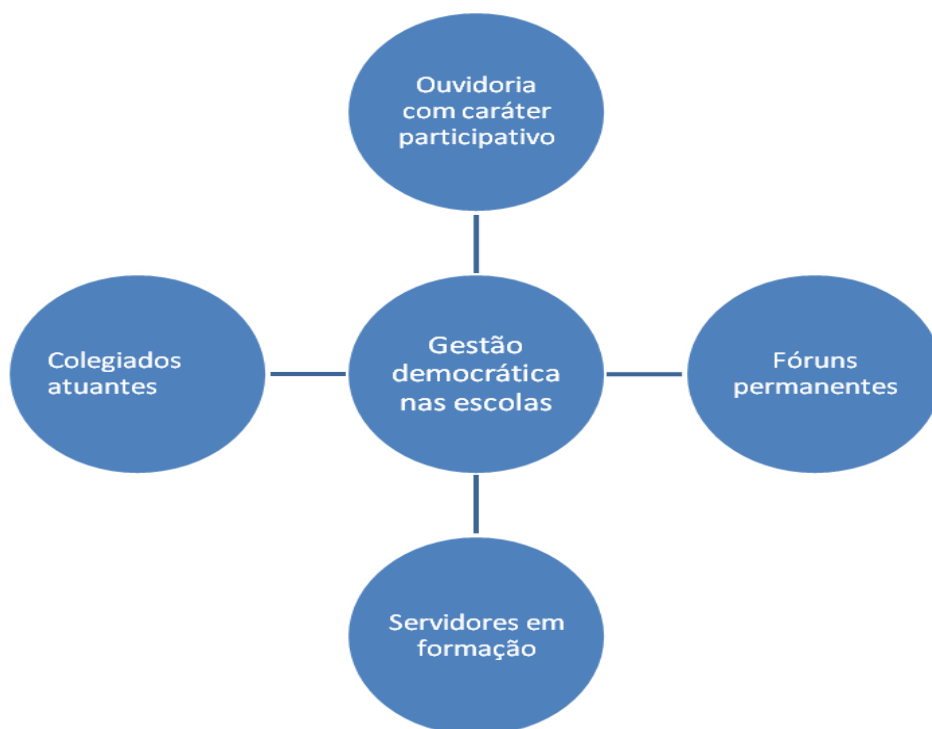 Ouvidoria
com caráter
participativo
Colegiados
atuantes
Gestão
democrática
nas escolas
Fóruns
permanentes
Servidores em
formação